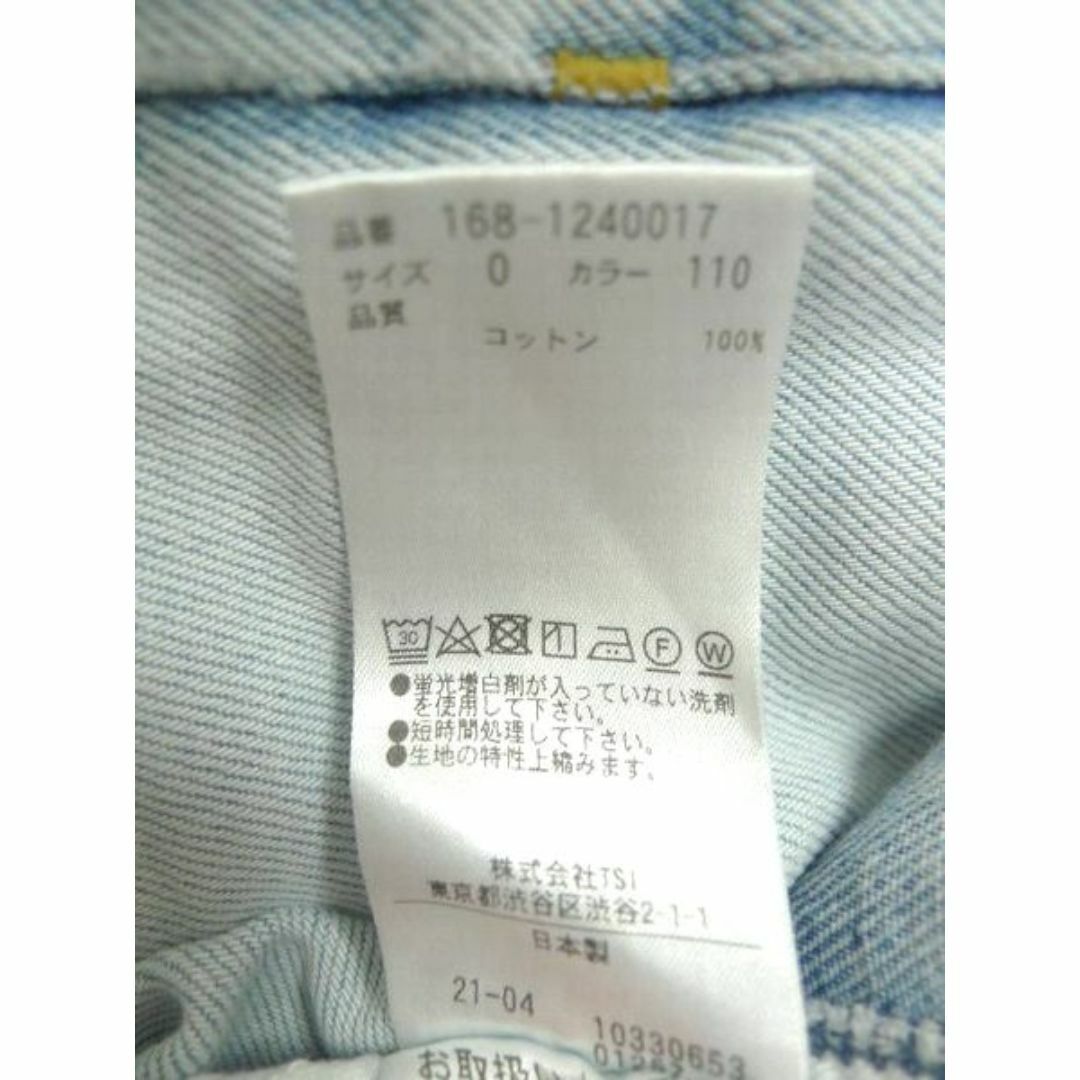 品番 168-1240017
サイズ 0 カラー 110
品質
コットン 100%
30 F W
●蛍光増白剤が入っていない洗剤
を使用して下さい。
●短時間処理して下さい。
●生地の特性上縮みます。
株式会社TSI
東京都渋谷区渋谷2-1-1
日本製
21-04
10330653
お取扱い